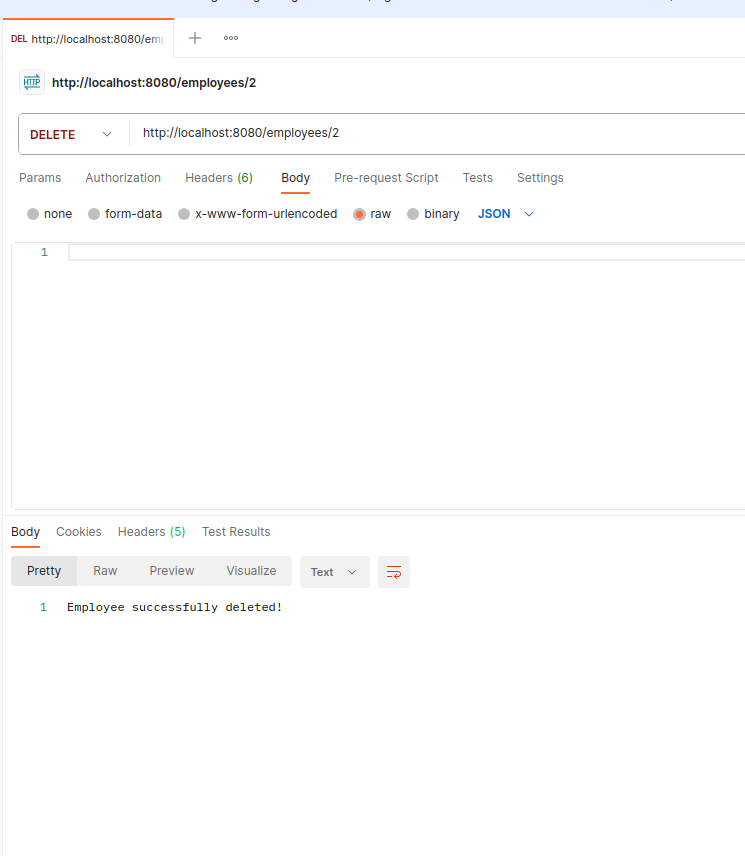 DEL http://localhost:8080/em
HTTP http://localhost:8080/employees/2
DELETE http://localhost:8080/employees/2
Params Authorization Headers (6) Body Pre-request Script Tests Settings
none form-data x-www-form-urlencoded raw binary JSON
1
Body Cookies Headers (5) Test Results
Pretty Raw Preview Visualize Text
1 Employee successfully deleted!